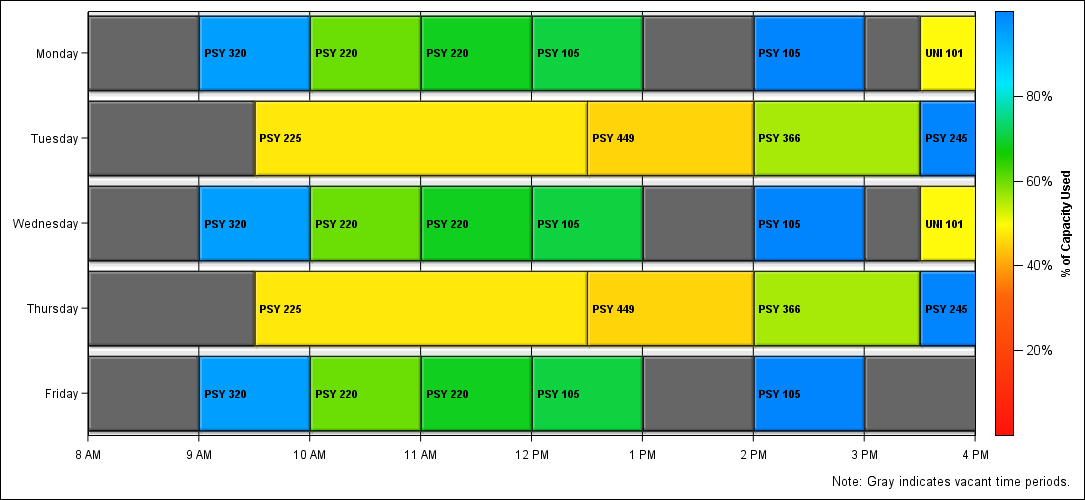 Monday
PSY 320
PSY 220
PSY 220
PSY 105
PSY 105
UNI 101
Tuesday
PSY 225
PSY 449
PSY 366
PSY 245
Wednesday
PSY 320
PSY 220
PSY 220
PSY 105
PSY 105
UNI 101
Thursday
PSY 225
PSY 449
PSY 366
PSY 245
Friday
PSY 320
PSY 220
PSY 220
PSY 105
PSY 105
8 AM
9 AM
10 AM
11 AM
12 PM
1 PM
2 PM
3 PM
4 PM
80%
60%
40%
20%
% of Capacity Used
Note: Gray indicates vacant time periods.